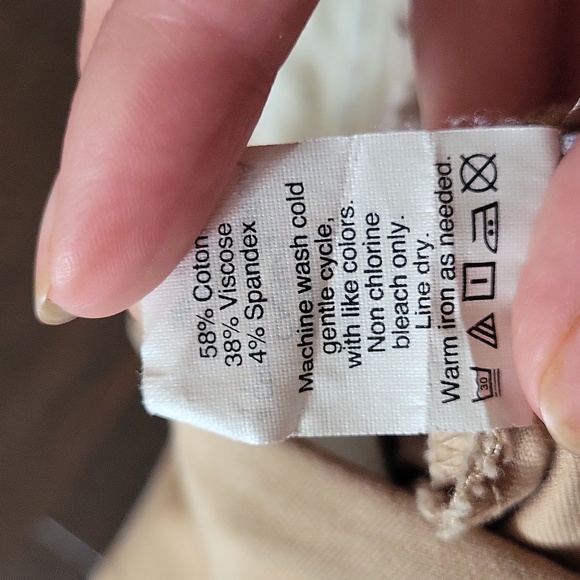 58% Coton
38% Viscose
4% Spandex
Machine wash cold
gentle cycle,
with like colors.
Non chlorine
bleach only.
Line dry.
Warm iron as needed.
30